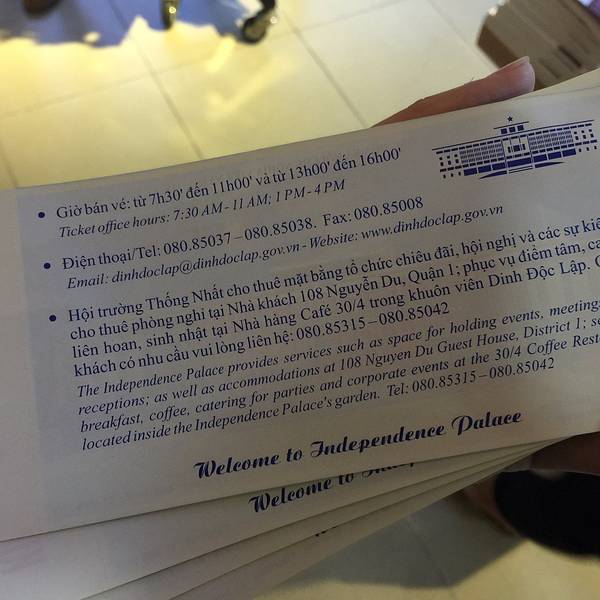 Giờ bán vé: từ 7h30' đến 11h00' và từ 13h00' đến 16h00'
Ticket office hours: 7:30 AM - 11 AM; 1 PM - 4 PM
Điện thoại/Tel: 080.85037 – 080.85038. Fax: 080.85008
Email: dinhdoclap@dinhdoclap.gov.vn - Website: www.dinhdoclap.gov.vn
Hội trường Thống Nhất cho thuê mặt bằng tổ chức chiêu đãi, hội nghị và các sự
cho thuê phòng nghỉ tại Nhà khách 108 Nguyễn Du, Quận 1; phục vụ điểm tâm,
liên hoan, sinh nhật tại Nhà hàng Café 30/4 trong khuôn viên Dinh Độc Lập.
khách có nhu cầu vui lòng liên hệ: 080.85315 – 080.85042
The Independence Palace provides services such as space for holding events,
receptions; as well as accommodations at 108 Nguyen Du Guest House, District 1;
breakfast, coffee, catering for parties and corporate events at the 30/4 Coffee
located inside the Independence Palace's garden. Tel: 080.85315 – 080.85042
Welcome to Independence Palace
Welcome to